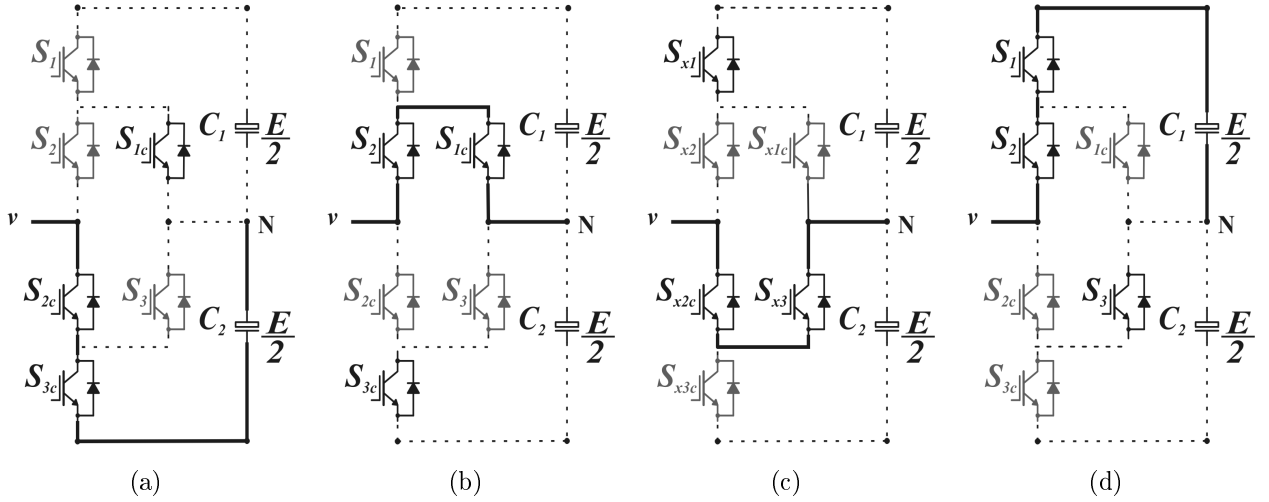 S1 S1 Sx1 S1
S2 S1c C1 E/2 S2 S1c C1 E/2 Sx2 Sx1c C1 E/2 S2 S1c C1 E/2
v N v N v N v N
S2c S3 C2 E/2 S2c S3 C2 E/2 Sx2c Sx3 C2 E/2 S2c S3 C2 E/2
S3c S3c Sx3c S3c
(a) (b) (c) (d)